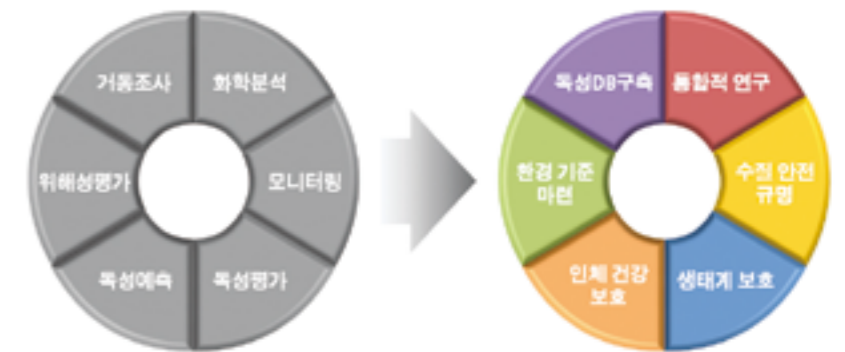 거동조사
화학분석
위해성평가
모니터링
독성예측
독성평가
독성DB구축
통합적 연구
환경 기준
마련
수질 안전
규명
인체 건강
보호
생태계 보호